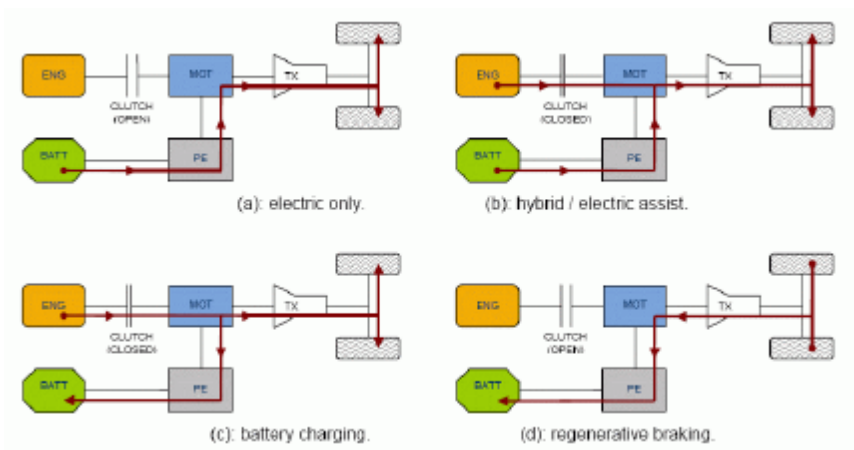 ENG
MOT
TX
CLUTCH
(OPEN)
BATT
PE
(a): electric only.
ENG
MOT
TX
CLUTCH
(CLOSED)
BATT
PE
(b): hybrid / electric assist.
ENG
MOT
TX
CLUTCH
(CLOSED)
BATT
PE
(c): battery charging.
ENG
MOT
TX
CLUTCH
(OPEN)
BATT
PE
(d): regenerative braking.